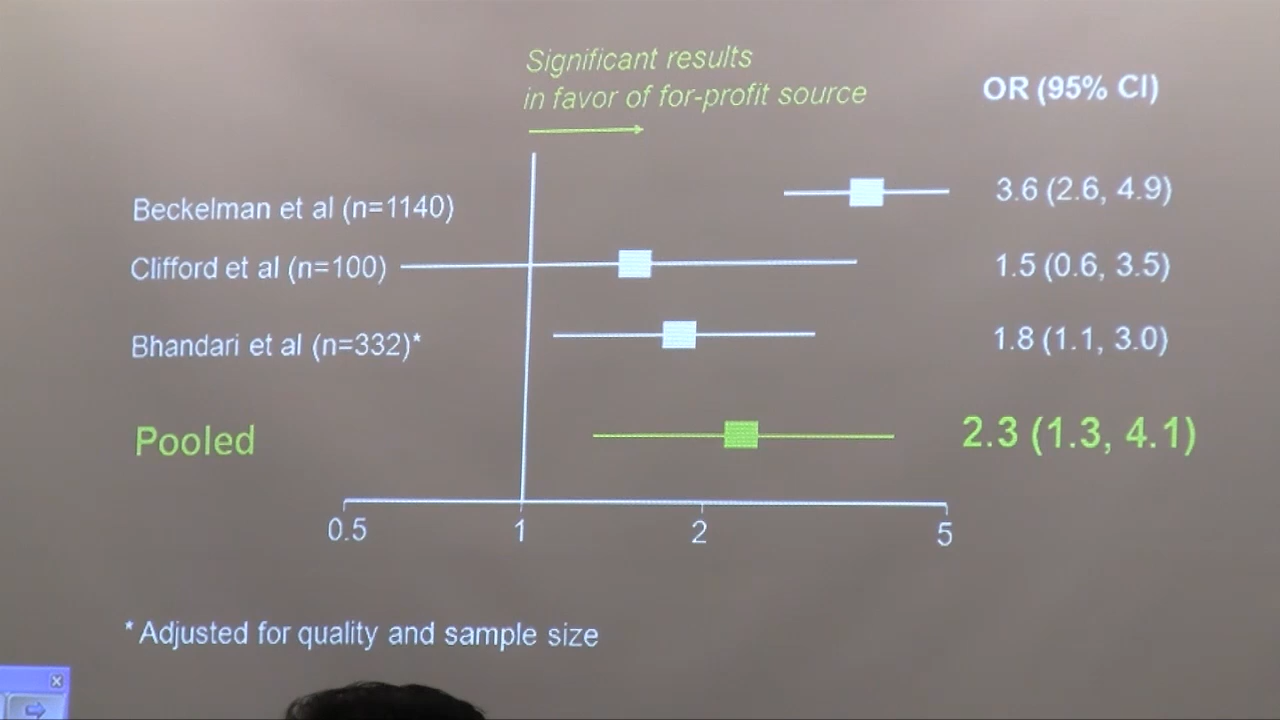 Significant results
in favor of for-profit source
OR (95% CI)
Beckelman et al (n=1140)
3.6 (2.6, 4.9)
Clifford et al (n=100)
1.5 (0.6, 3.5)
Bhandari et al (n=332)*
1.8 (1.1, 3.0)
Pooled
2.3 (1.3, 4.1)
0.5 1 2 5
* Adjusted for quality and sample size